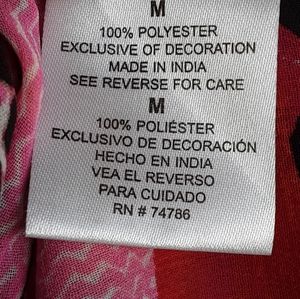 M
100% POLYESTER
EXCLUSIVE OF DECORATION
MADE IN INDIA
SEE REVERSE FOR CARE
M
100% POLIÉSTER
EXCLUSIVO DE DECORACIÓN
HECHO EN INDIA
VEA EL REVERSO
PARA CUIDADO
RN # 74786